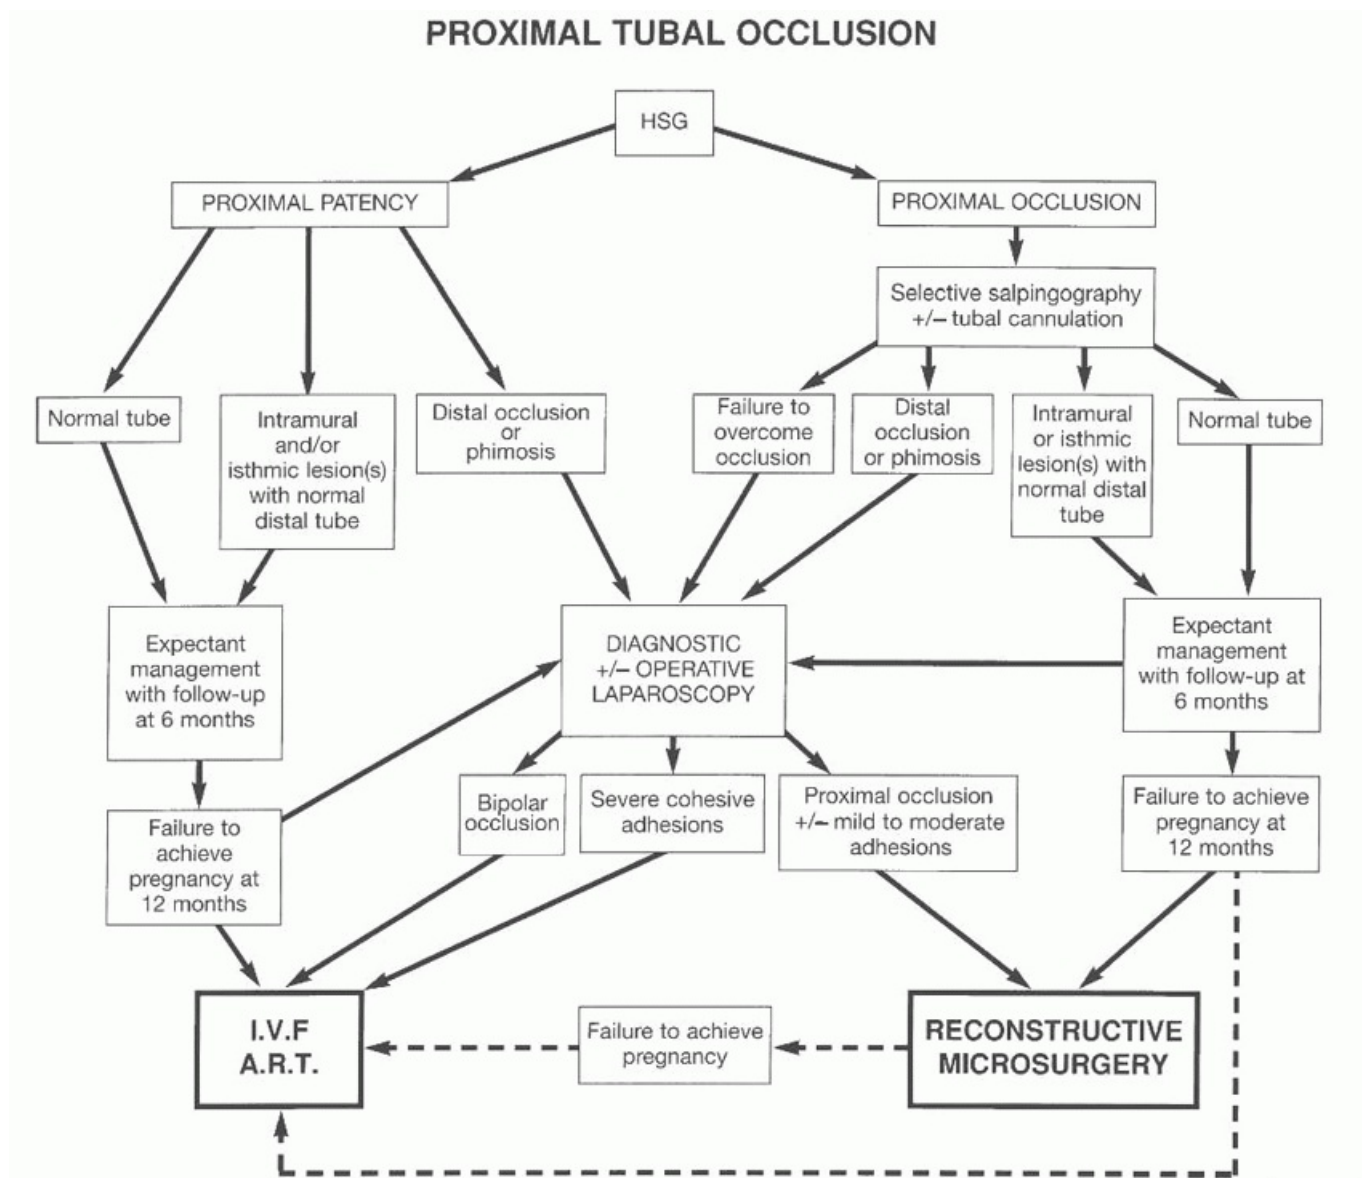 PROXIMAL TUBAL OCCLUSION
HSG
PROXIMAL PATENCY
PROXIMAL OCCLUSION
Selective salpingography
+/– tubal cannulation
Normal tube
Intramural
and/or
isthmic lesion(s)
with normal
distal tube
Distal occlusion
or
phimosis
Failure to
overcome
occlusion
Distal
occlusion
or phimosis
Intramural
or isthmic
lesion(s) with
normal distal
tube
Normal tube
Expectant
management
with follow-up
at 6 months
DIAGNOSTIC
+/– OPERATIVE
LAPAROSCOPY
Expectant
management
with follow-up at
6 months
Failure to
achieve
pregnancy at
12 months
Bipolar
occlusion
Severe cohesive
adhesions
Proximal occlusion
+/– mild to moderate
adhesions
Failure to achieve
pregnancy at
12 months
I.V.F
A.R.T.
Failure to achieve
pregnancy
RECONSTRUCTIVE
MICROSURGERY